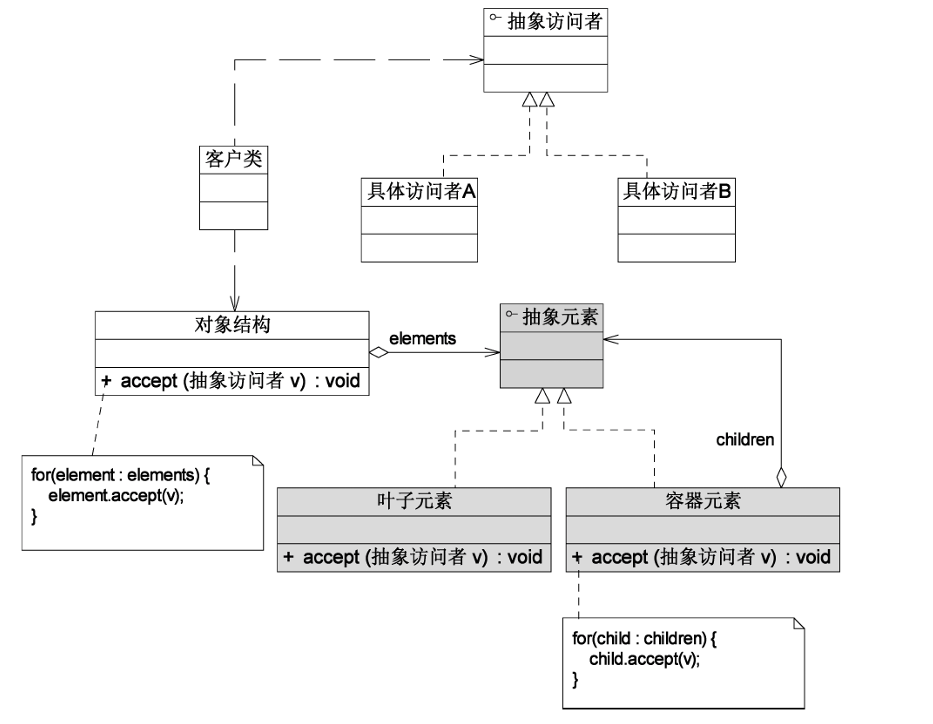 抽象访问者
客户类
具体访问者A
具体访问者B
对象结构
+ accept (抽象访问者 v) : void
elements
抽象元素
children
for(element : elements) {
element.accept(v);
}
叶子元素
+ accept (抽象访问者 v) : void
容器元素
+ accept (抽象访问者 v) : void
for(child : children) {
child.accept(v);
}